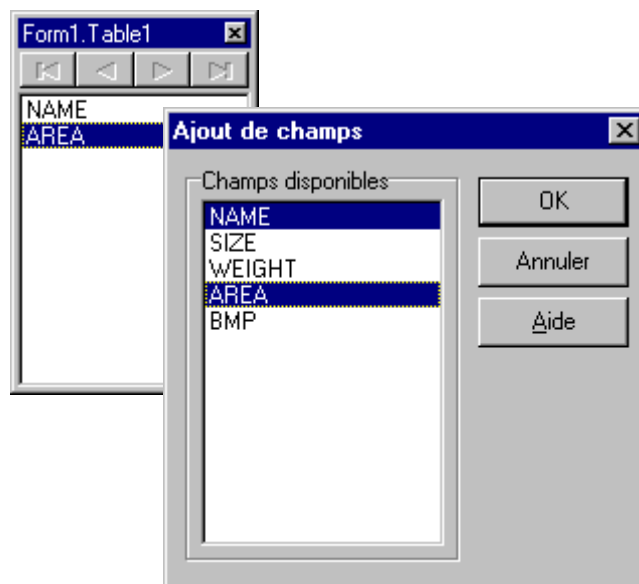 Form1.Table1
NAME
AREA
Ajout de champs
Champs disponibles
NAME
SIZE
WEIGHT
AREA
BMP
OK
Annuler
Aide